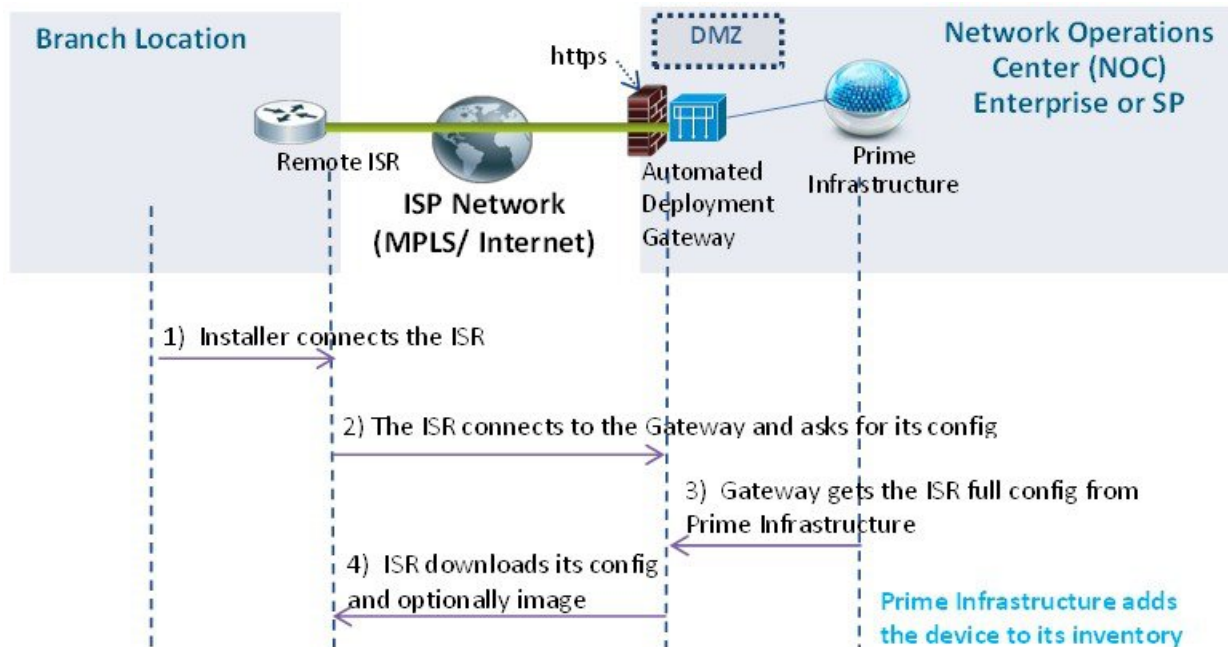 Branch Location
https
DMZ
Network Operations
Center (NOC)
Enterprise or SP
Remote ISR
ISP Network
(MPLS/ Internet)
Automated
Deployment
Gateway
Prime
Infrastructure
1) Installer connects the ISR
2) The ISR connects to the Gateway and asks for its config
3) Gateway gets the ISR full config from
Prime Infrastructure
4) ISR downloads its config
and optionally image
Prime Infrastructure adds
the device to its inventory